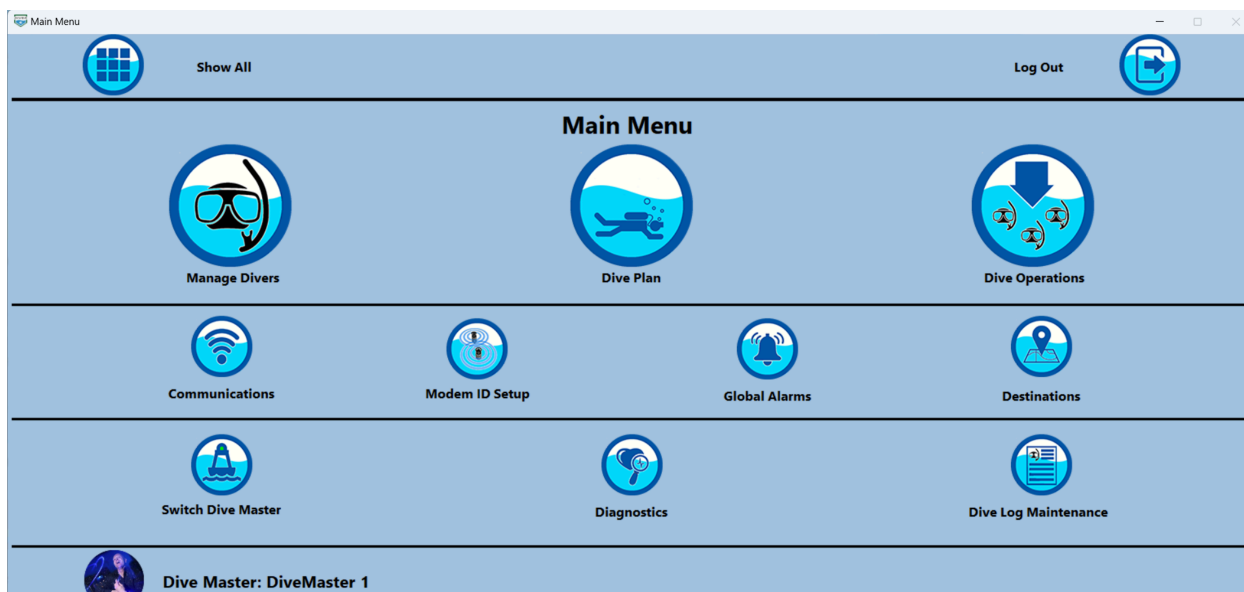 Main Menu
Show All
Log Out
Main Menu
Manage Divers
Dive Plan
Dive Operations
Communications
Modem ID Setup
Global Alarms
Destinations
Switch Dive Master
Diagnostics
Dive Log Maintenance
Dive Master: DiveMaster 1